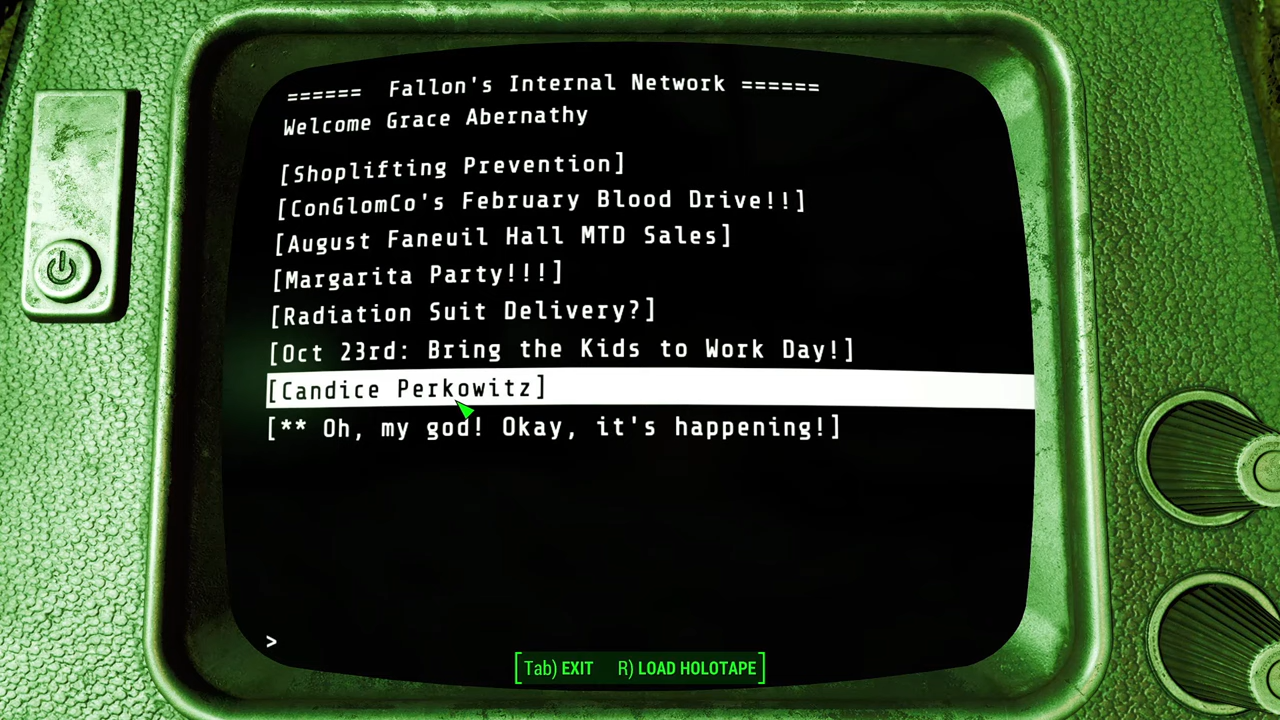 ====== Fallon's Internal Network ======
Welcome Grace Abernathy
[Shoplifting Prevention]
[ConGlomCo's February Blood Drive!!]
[August Faneuil Hall MTD Sales]
[Margarita Party!!!]
[Radiation Suit Delivery?]
[Oct 23rd: Bring the Kids to Work Day!]
[Candice Perkowitz]
[** Oh, my god! Okay, it's happening!]
>
Tab) EXIT R) LOAD HOLOTAPE